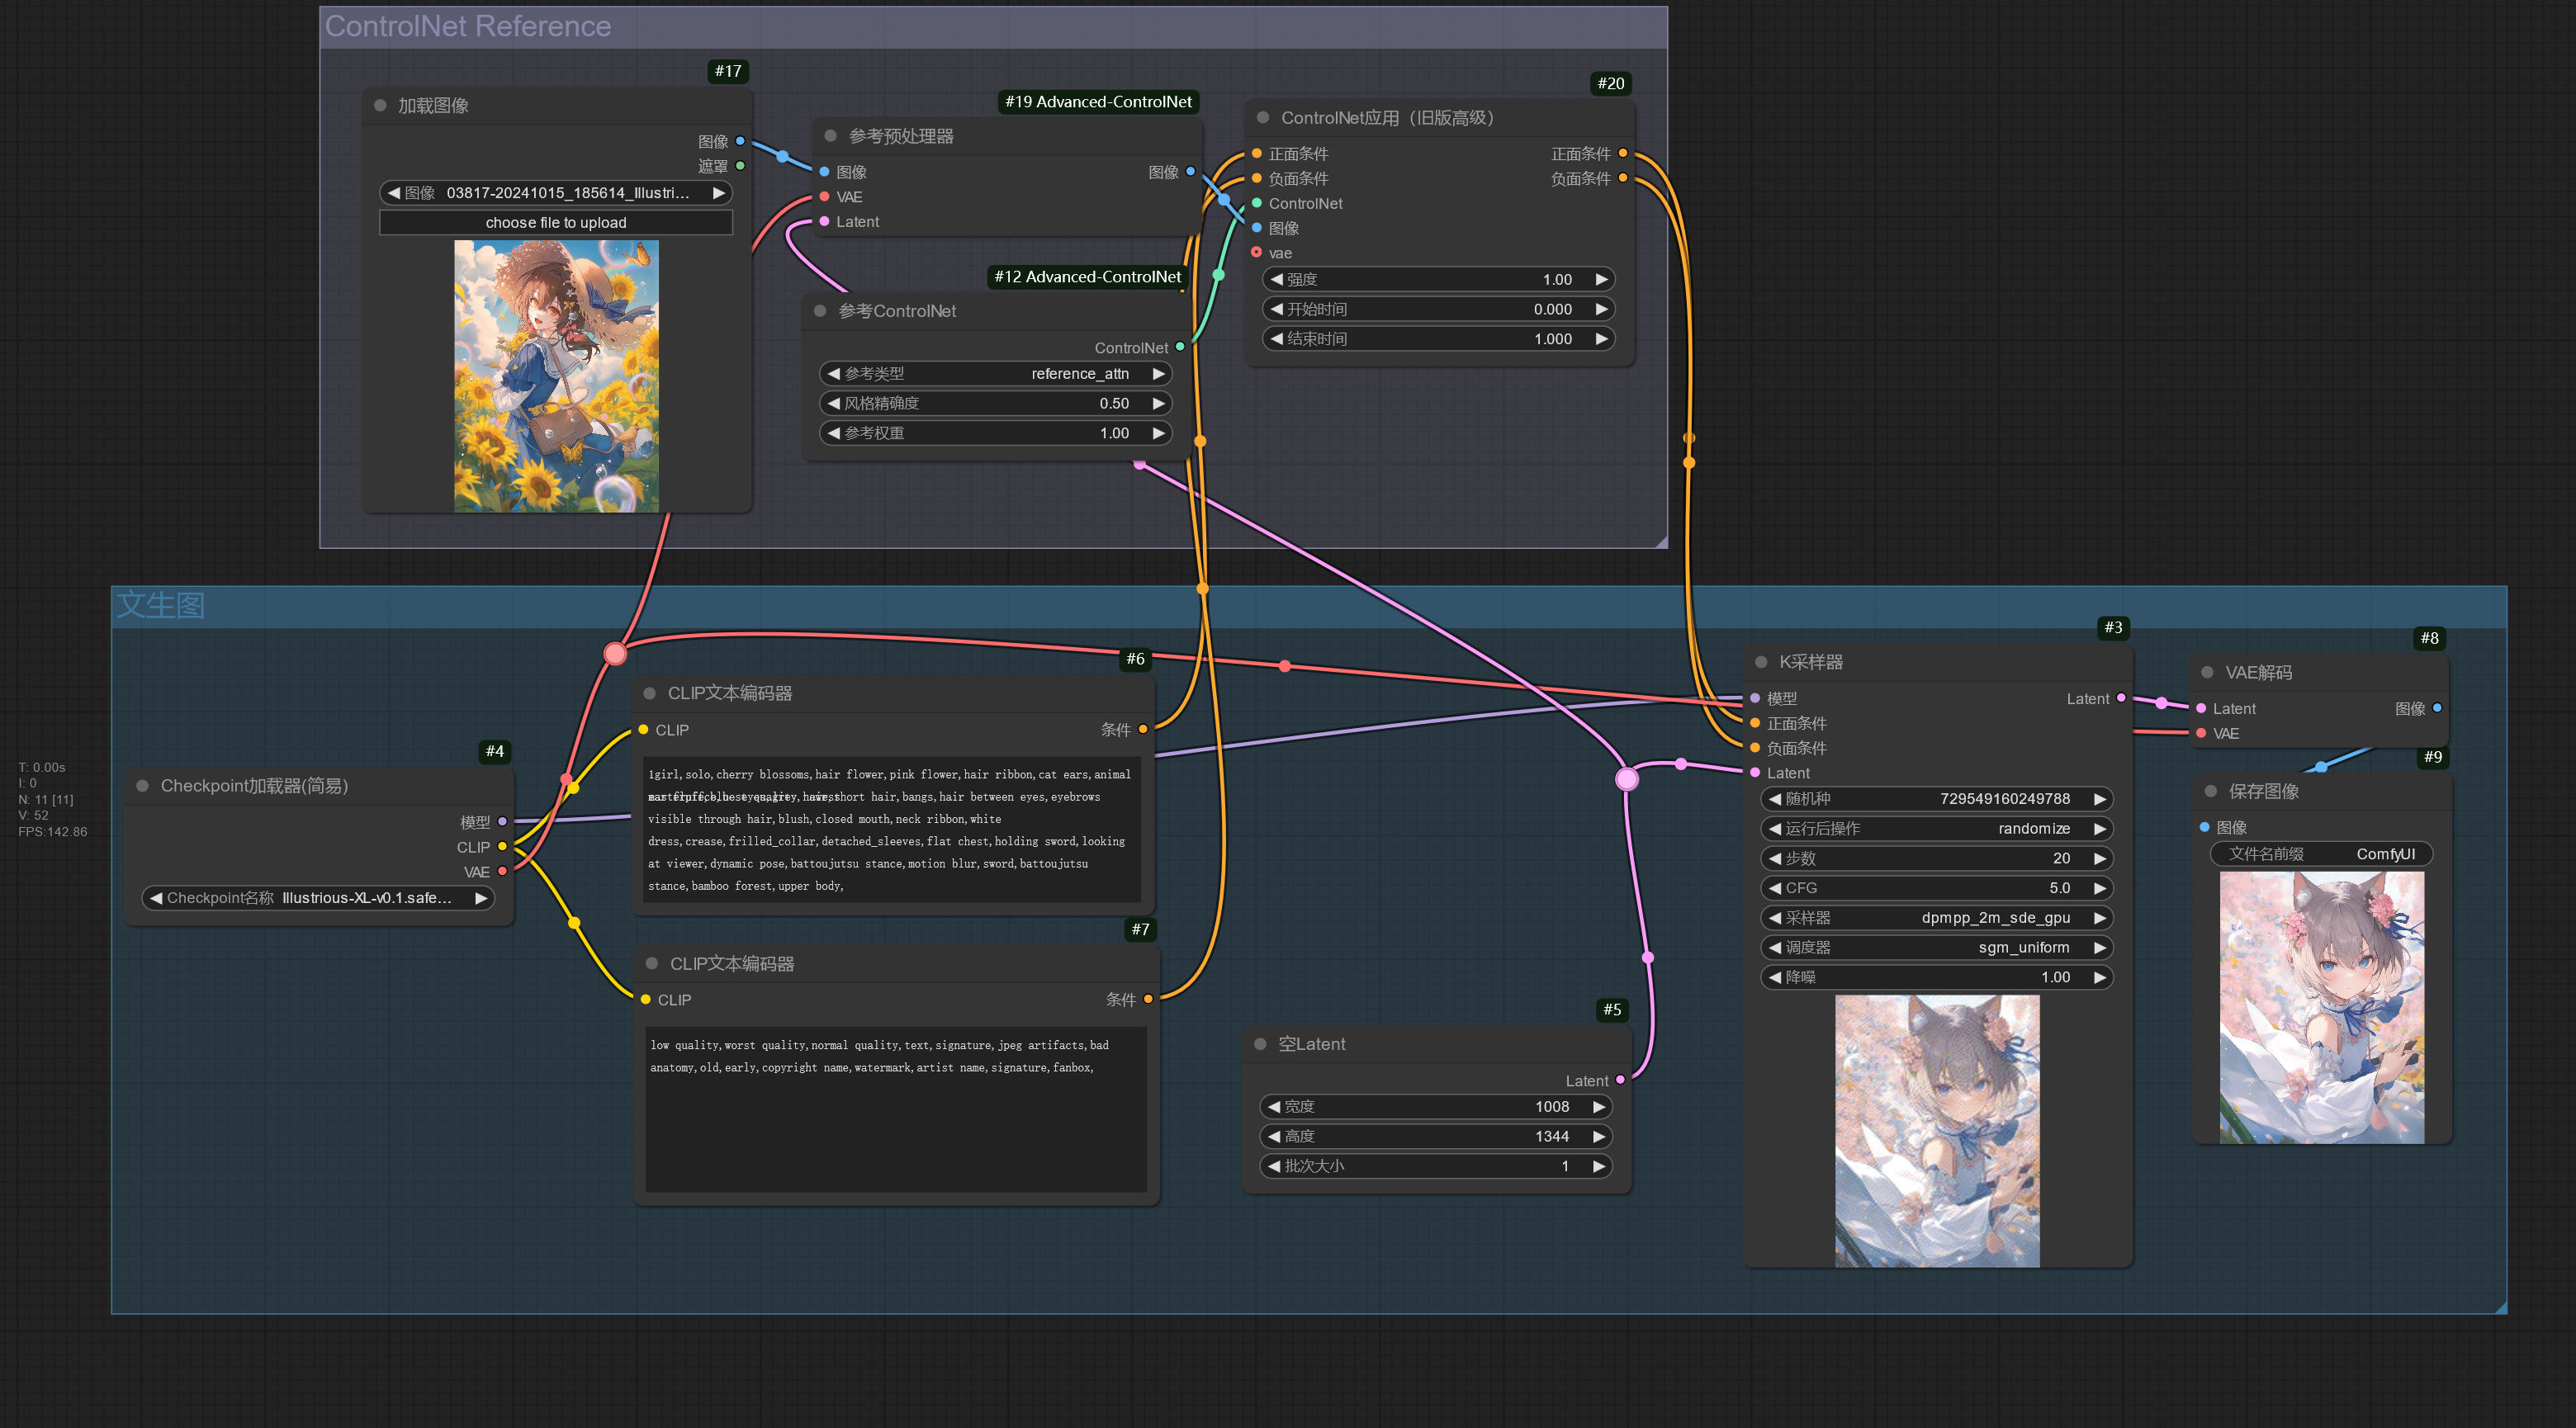 ControlNet Reference
#17
加载图像
图像
遮罩
图像 03817-20241015_185614_Illustri...
choose file to upload
#19 Advanced-ControlNet
参考预处理器
图像 图像
VAE
Latent
#12 Advanced-ControlNet
参考ControlNet
ControlNet
参考类型 reference_attn
风格精确度 0.50
参考权重 1.00
#20
ControlNet应用（旧版高级）
正面条件 正面条件
负面条件 负面条件
ControlNet
图像
vae
强度 1.00
开始时间 0.000
结束时间 1.000
文生图
T: 0.00s
I: 0
N: 11 [11]
V: 52
FPS:142.86
#4
Checkpoint加载器(简易)
模型
CLIP
VAE
Checkpoint名称 Illustrious-XL-v0.1.safe...
#6
CLIP文本编码器
CLIP 条件
1girl,solo,cherry blossoms,hair flower,pink flower,hair ribbon,cat ears,animal
short hair,bangs,hair between eyes,eyebrows
visible through hair,blush,closed mouth,neck ribbon,white
dress,crease,frilled_collar,detached_sleeves,flat chest,holding sword,looking
at viewer,dynamic pose,battoujutsu stance,motion blur,sword,battoujutsu
stance,bamboo forest,upper body,
#7
CLIP文本编码器
CLIP 条件
low quality,worst quality,normal quality,text,signature,jpeg artifacts,bad
anatomy,old,early,copyright name,watermark,artist name,signature,fanbox,
#5
空Latent
Latent
宽度 1008
高度 1344
批次大小 1
#3
K采样器
模型 Latent
正面条件
负面条件
Latent
随机种 729549160249788
运行后操作 randomize
步数 20
CFG 5.0
采样器 dpmpp_2m_sde_gpu
调度器 sgm_uniform
降噪 1.00
#8
VAE解码
Latent 图像
VAE
#9
保存图像
图像
文件名前缀 ComfyUI